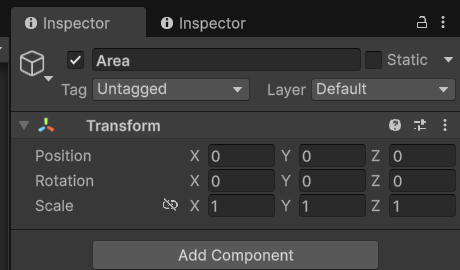 Inspector Inspector
Area Static
Tag Untagged Layer Default
Transform
Position X 0 Y 0 Z 0
Rotation X 0 Y 0 Z 0
Scale X 1 Y 1 Z 1
Add Component